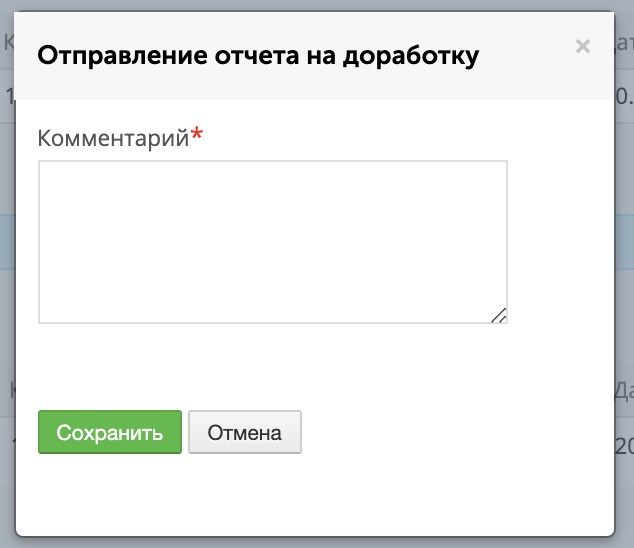 Отправление отчета на доработку
×
Комментарий*
Сохранить
Отмена